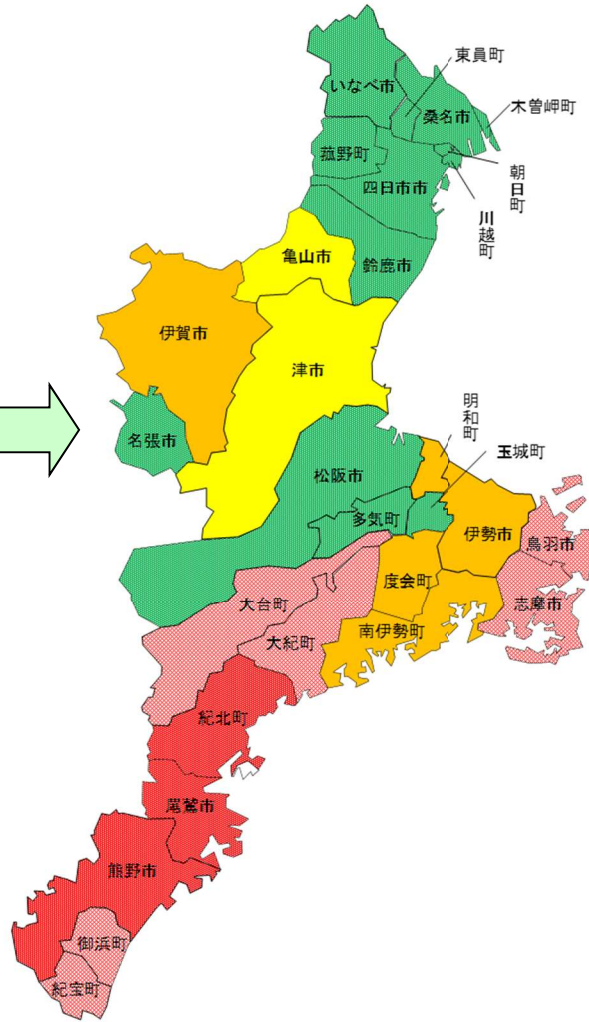 東員町
いなべ市
桑名市
木曽岬町
菰野町
朝日町
四日市市
川越町
亀山市
鈴鹿市
伊賀市
津市
明和町
名張市
玉城町
松阪市
多気町
伊勢市
鳥羽市
度会町
大台町
志摩市
南伊勢町
大紀町
紀北町
尾鷲市
熊野市
御浜町
紀宝町